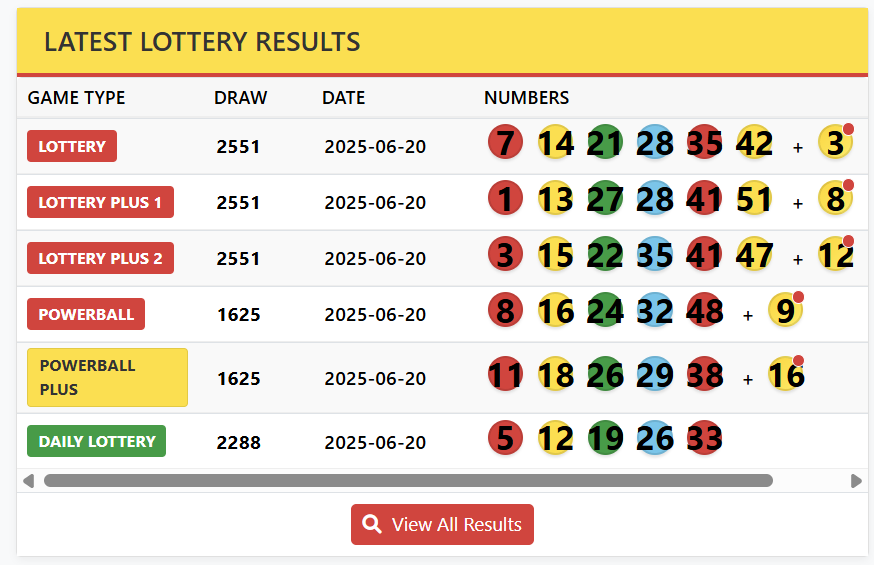 LATEST LOTTERY RESULTS
GAME TYPE DRAW DATE NUMBERS
LOTTERY 2551 2025-06-20 7 14 21 28 35 42 + 3
LOTTERY PLUS 1 2551 2025-06-20 1 13 27 28 41 51 + 8
LOTTERY PLUS 2 2551 2025-06-20 3 15 22 35 41 47 + 12
POWERBALL 1625 2025-06-20 8 16 24 32 48 + 9
POWERBALL
PLUS 1625 2025-06-20 11 18 26 29 38 + 16
DAILY LOTTERY 2288 2025-06-20 5 12 19 26 33
View All Results